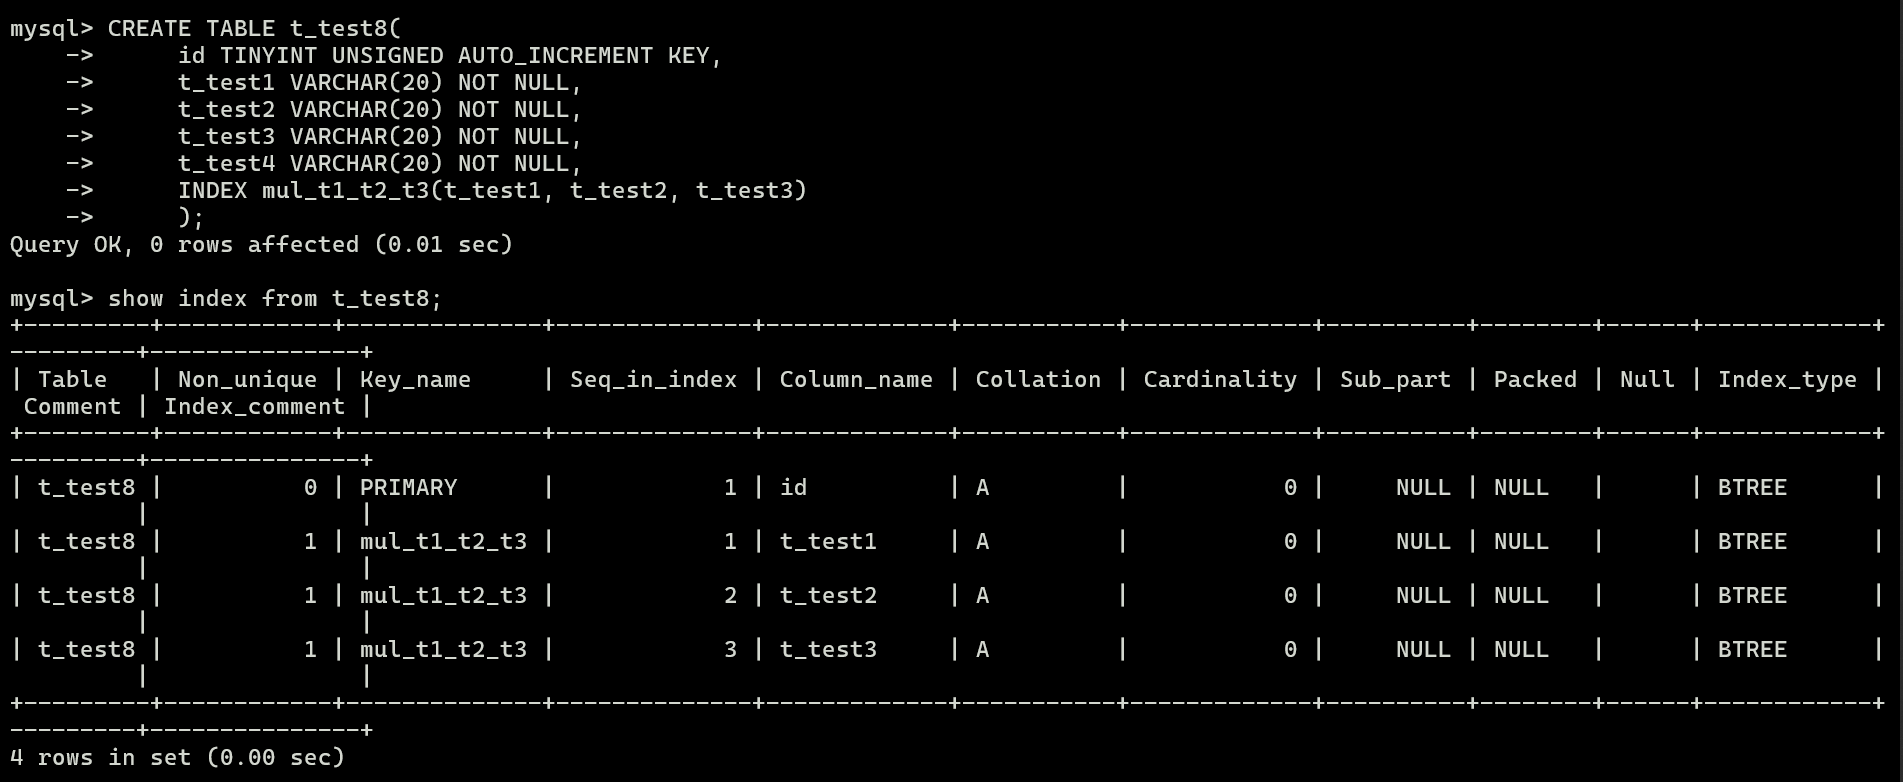 mysql> CREATE TABLE t_test8(
    ->      id TINYINT UNSIGNED AUTO_INCREMENT KEY,
    ->      t_test1 VARCHAR(20) NOT NULL,
    ->      t_test2 VARCHAR(20) NOT NULL,
    ->      t_test3 VARCHAR(20) NOT NULL,
    ->      t_test4 VARCHAR(20) NOT NULL,
    ->      INDEX mul_t1_t2_t3(t_test1, t_test2, t_test3)
    ->      );
Query OK, 0 rows affected (0.01 sec)

mysql> show index from t_test8;
+---------+------------+--------------+--------------+-------------+-----------+-------------+----------+--------+------+------------+
---------+---------------+
| Table   | Non_unique | Key_name     | Seq_in_index | Column_name | Collation | Cardinality | Sub_part | Packed | Null | Index_type |
 Comment | Index_comment |
+---------+------------+--------------+--------------+-------------+-----------+-------------+----------+--------+------+------------+
---------+---------------+
| t_test8 |          0 | PRIMARY      |            1 | id          | A         |           0 |     NULL | NULL   |      | BTREE      |
         |               |
| t_test8 |          1 | mul_t1_t2_t3 |            1 | t_test1     | A         |           0 |     NULL | NULL   |      | BTREE      |
         |               |
| t_test8 |          1 | mul_t1_t2_t3 |            2 | t_test2     | A         |           0 |     NULL | NULL   |      | BTREE      |
         |               |
| t_test8 |          1 | mul_t1_t2_t3 |            3 | t_test3     | A         |           0 |     NULL | NULL   |      | BTREE      |
         |               |
+---------+------------+--------------+--------------+-------------+-----------+-------------+----------+--------+------+------------+
---------+---------------+
4 rows in set (0.00 sec)